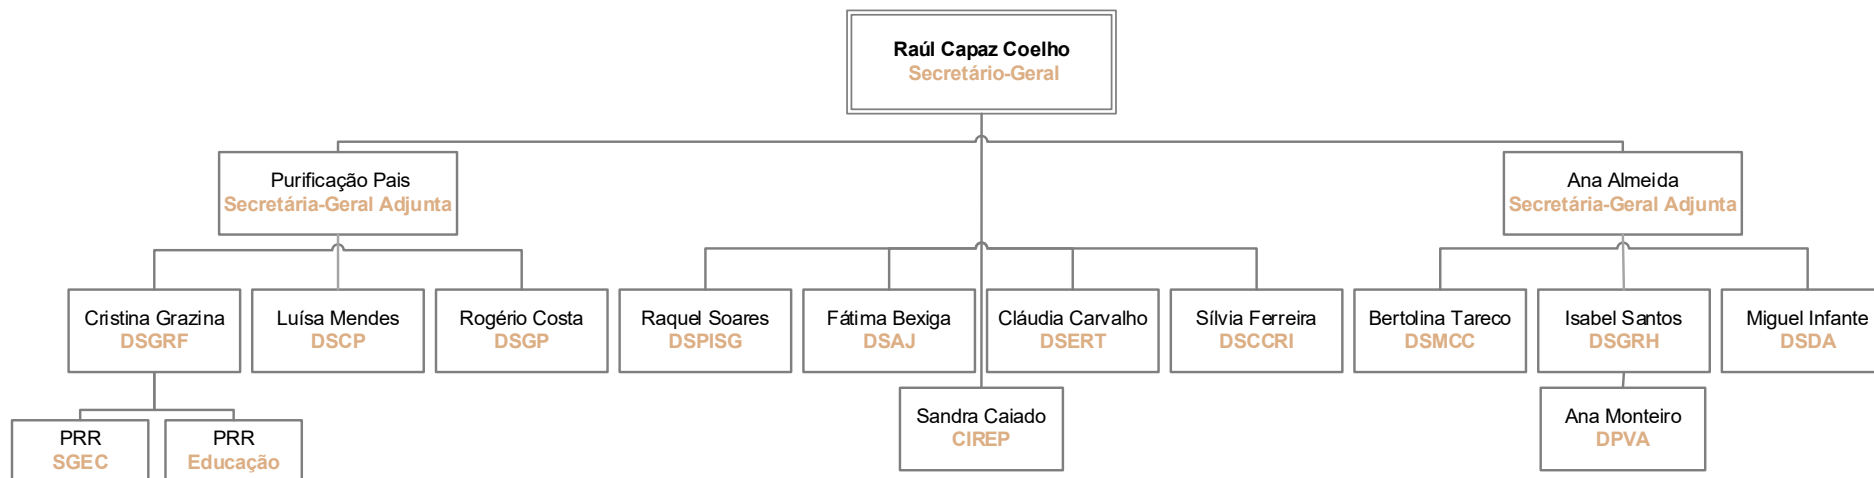 Raúl Capaz Coelho
Secretário-Geral
Purificação Pais
Secretária-Geral Adjunta
Ana Almeida
Secretária-Geral Adjunta
Cristina Grazina
DSGRF
Luísa Mendes
DSCP
Rogério Costa
DSGP
Raquel Soares
DSPISG
Fátima Bexiga
DSAJ
Cláudia Carvalho
DSERT
Sílvia Ferreira
DSCCRI
Bertolina Tareco
DSMCC
Isabel Santos
DSGRH
Miguel Infante
DSDA
PRR
SGEC
PRR
Educação
Sandra Caiado
CIREP
Ana Monteiro
DPVA